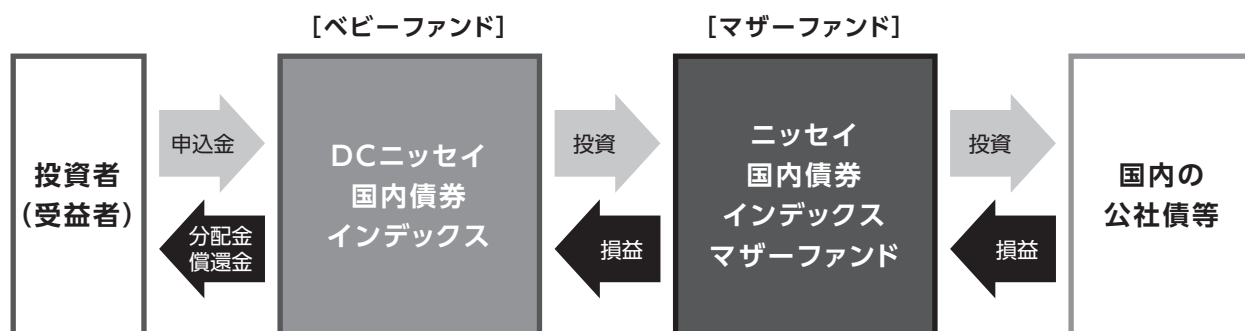 [ベビーファンド]
[マザーファンド]
投資者
(受益者)
申込金
分配金
償還金
DCニッセイ
国内債券
インデックス
投資
損益
ニッセイ
国内債券
インデックス
マザーファンド
投資
損益
国内の
公社債等